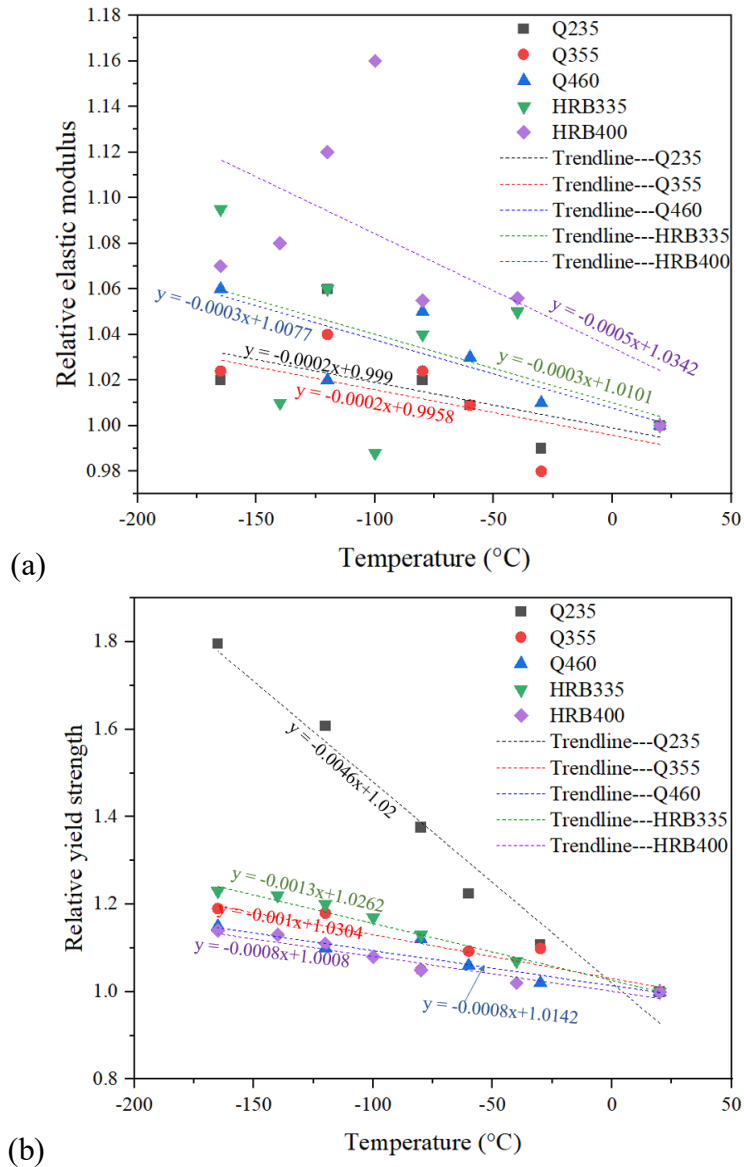 1.20
1.18
1.16
1.14
1.12
1.10
1.08
1.06
1.04
1.02
1.00
0.98
Relative elastic modulus
Q235
Q355
Q460
HRB335
HRB400
Trendline---Q235
Trendline---Q355
Trendline---Q460
Trendline---HRB335
Trendline---HRB400
y = -0.0003x+1.0077
y = -0.0002x+0.999
y = -0.0002x+0.9958
y = -0.0005x+1.0342
y = -0.0003x+1.0101
-200 -150 -100 -50 0 50
Temperature (°C)
(a)
1.8
1.6
1.4
1.2
1.0
0.8
Relative yield strength
Q235
Q355
Q460
HRB335
HRB400
Trendline---Q235
Trendline---Q355
Trendline---Q460
Trendline---HRB335
Trendline---HRB400
y = -0.0046x+1.02
y = -0.0013x+1.0262
y = -0.001x+1.0304
y = -0.0008x+1.0008
y = -0.0008x+1.0142
-200 -150 -100 -50 0 50
Temperature (°C)
(b)